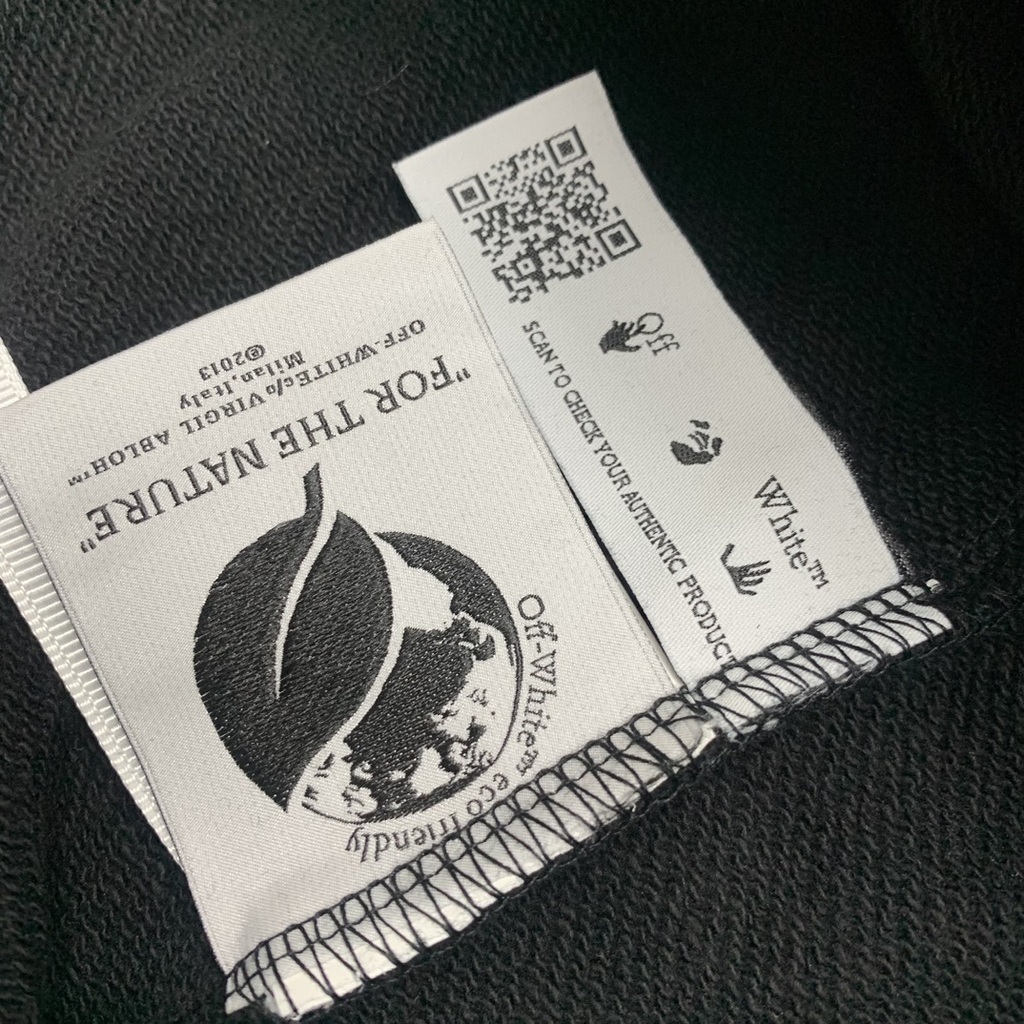 Off
White™
SCAN TO CHECK YOUR AUTHENTIC PRODUCT
Off-White™ eco friendly
"FOR THE NATURE"
OFF-WHITE c/o VIRGIL ABLOH™
Milan, Italy
©2013